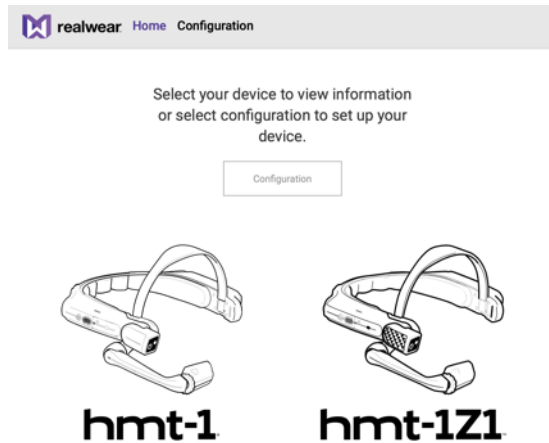 realwear Home Configuration
Select your device to view information
or select configuration to set up your
device.
Configuration
hmt-1 hmt-1Z1